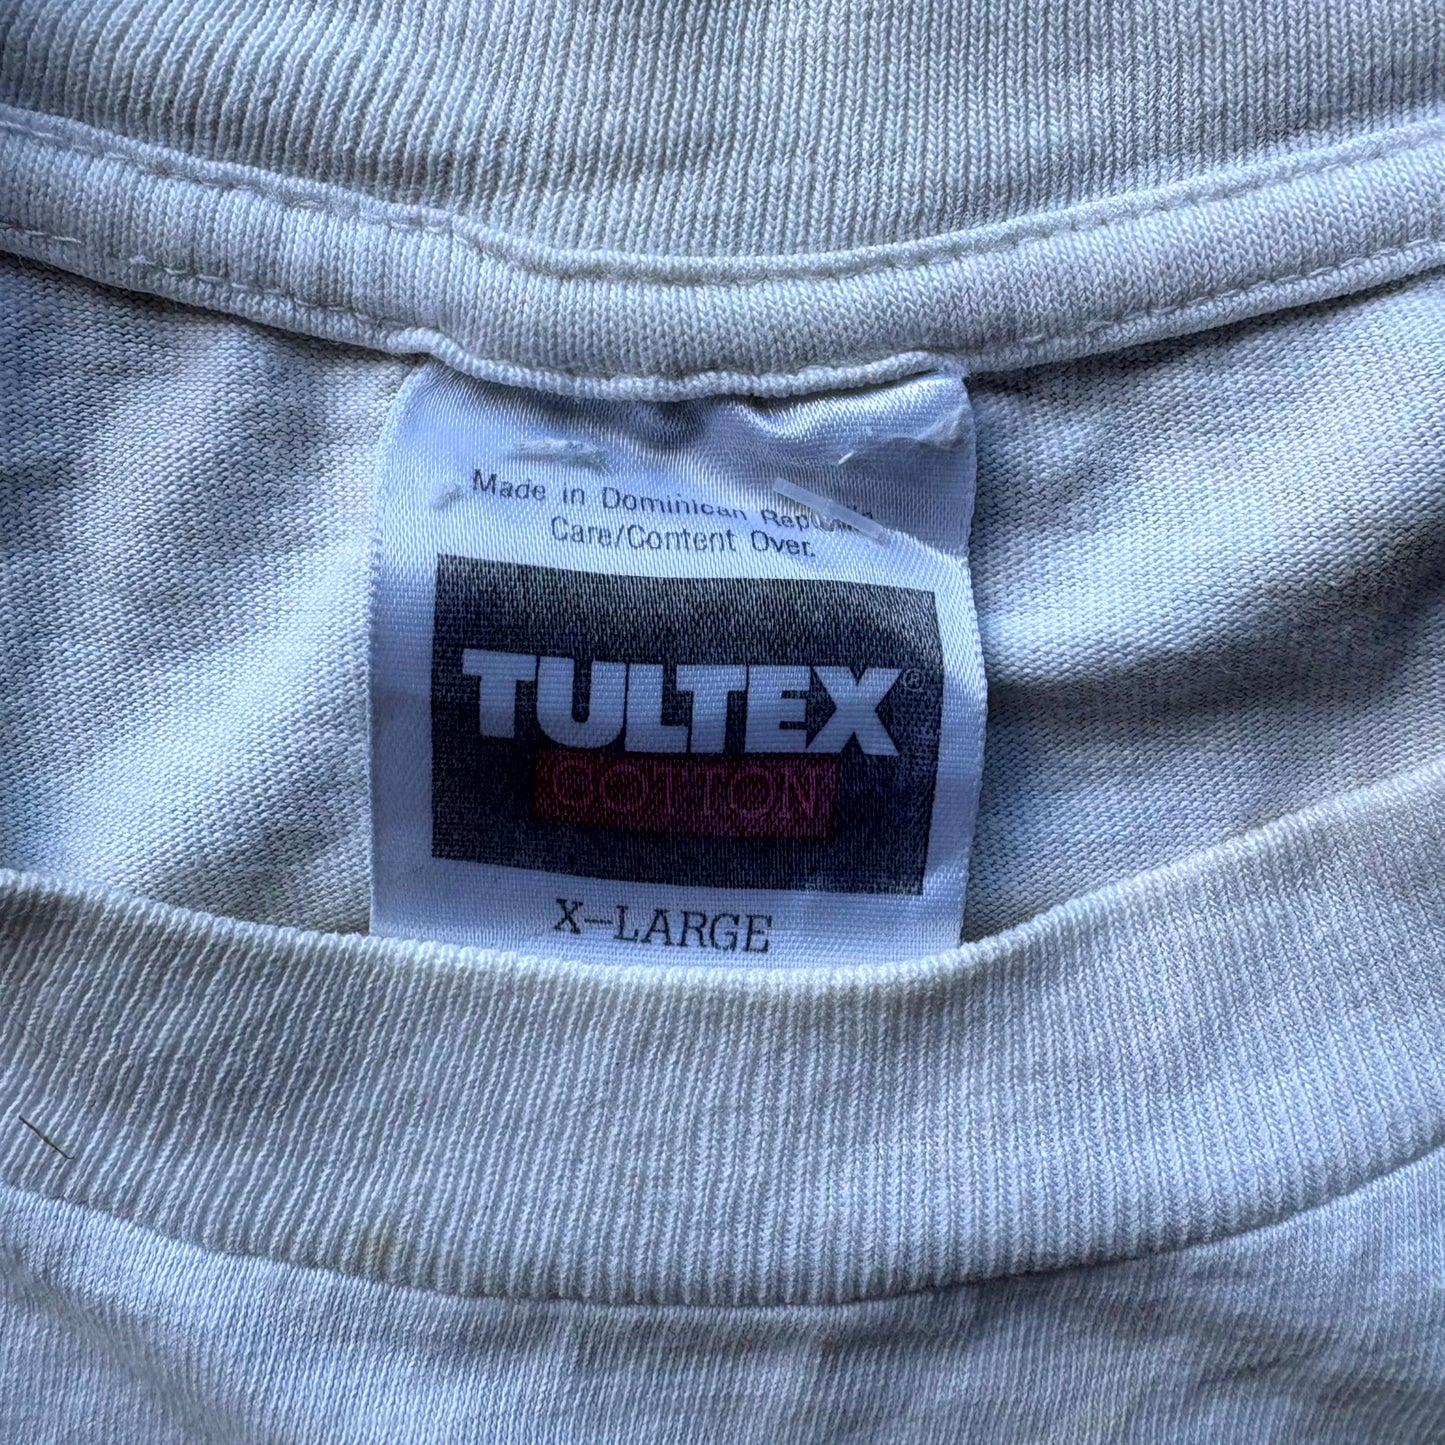 Made in Dominican Republic
Care/Content Over.
TULTEX®
COTTON
X-LARGE